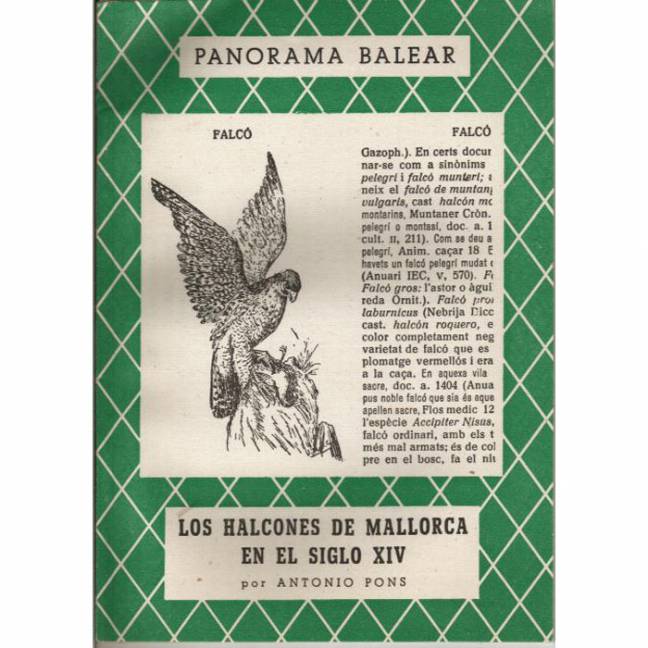 PANORAMA BALEAR
FALCÓ
FALCÓ
Gazoph.). En certs docur
nar-se com a sinònims
pelegrí i falcó munteri;
neix el falcó de muntan
vulgaris, cast halcón mo
montarins, Muntaner Cròn.
pelegrí o montasí, doc. a. 1
cult. II, 211). Com se deu a
pelegrí, Anim. caçar 18 E
havets un falcó pelegrí mudat
(Anuari IEC, V, 570). F
Falcó gros: l'astor o àgui
reda Ornit.). Falcó pro
laburnicus (Nebrija Dicc
cast. halcón roquero, e
color completament neg
varietat de falcó que es
plomatge vermellós i era
a la caça. En aquexa vila
sacre, doc. a. 1404 (Anua
pus noble falcó que sia és aque
apellen sacre, Flos medic 12
l'espècie Accipiter Nisus,
falcó ordinari, amb els t
més mal armats; és de col
pre en el bosc, fa el ni
LOS HALCONES DE MALLORCA
EN EL SIGLO XIV
por ANTONIO PONS